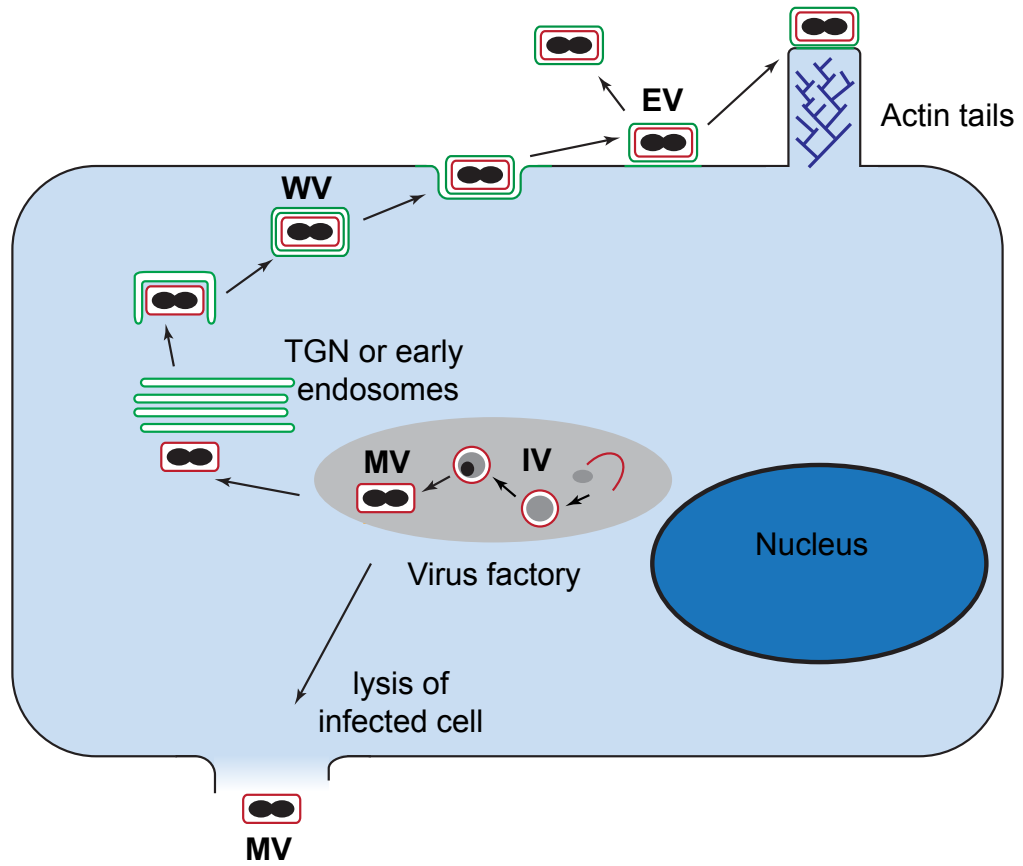 EV
Actin tails
WV
TGN or early
endosomes
MV
IV
Nucleus
Virus factory
lysis of
infected cell
MV